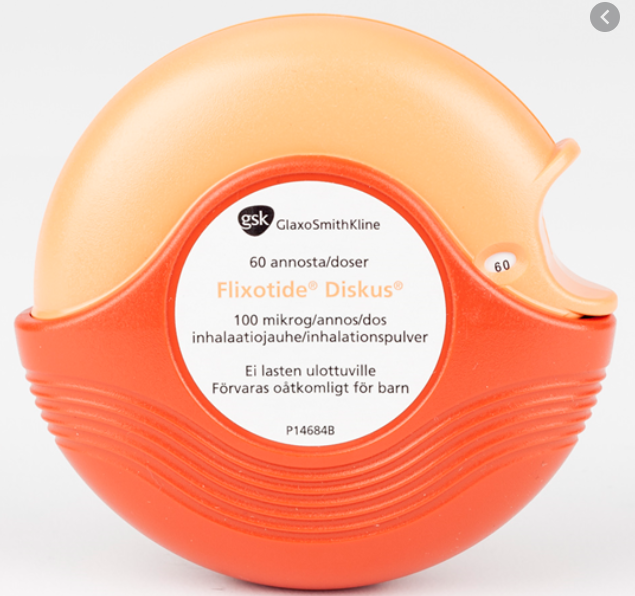 gsk GlaxoSmithKline
60 annosta/doser
Flixotide® Diskus®
100 mikrog/annos/dos
inhalaatiojauhe/inhalationspulver
Ei lasten ulottuville
Förvaras oåtkomligt för barn
P14684B
60